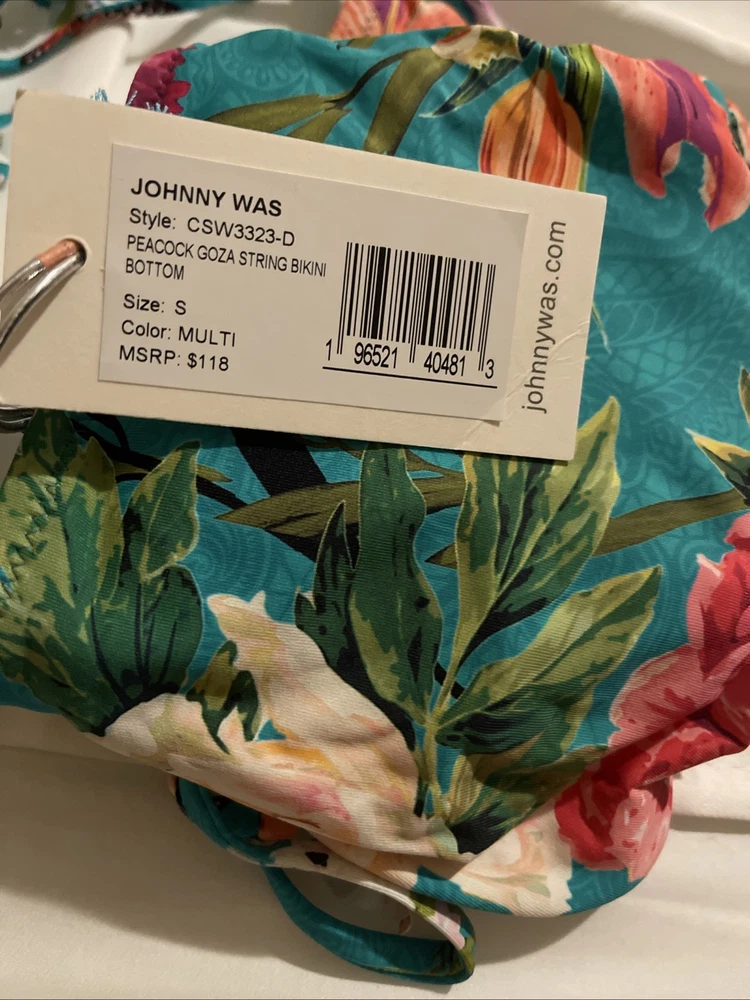 JOHNNY WAS
Style: CSW3323-D
PEACOCK GOZA STRING BIKINI
BOTTOM
Size: S
Color: MULTI
MSRP: $118
1 96521 40481 3
johnnywas.com